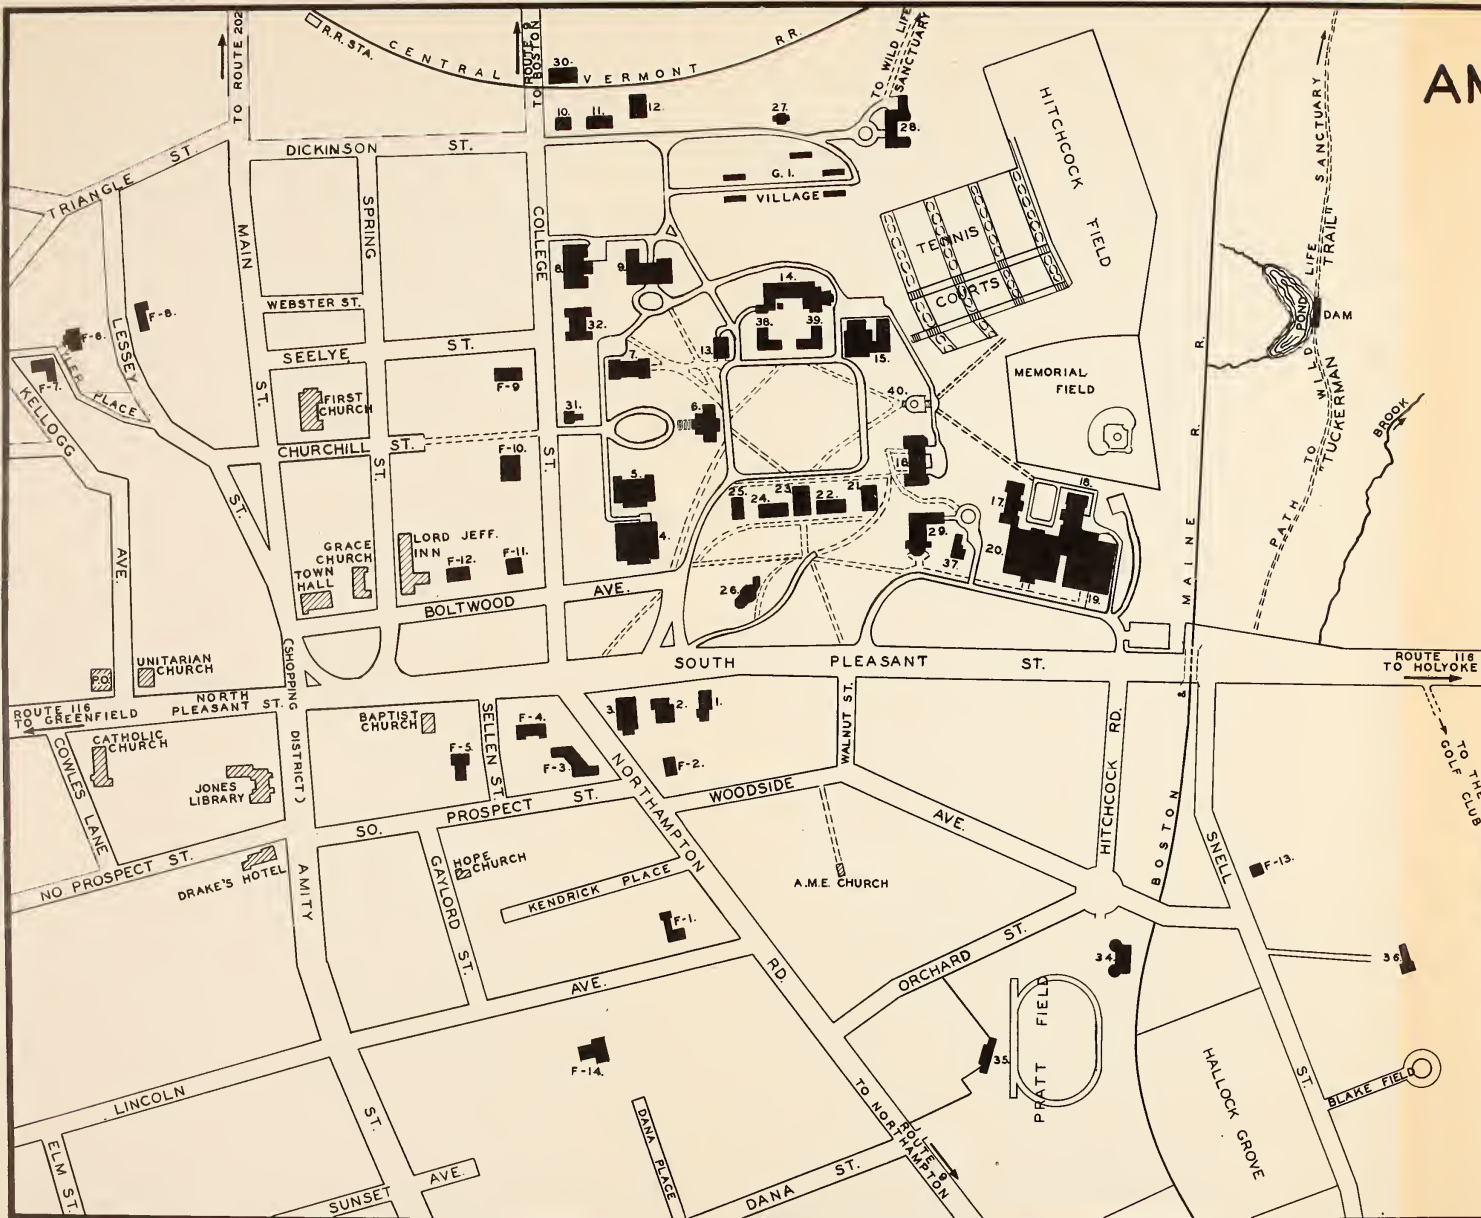 AM
TO ROUTE 202
R.R. STA.
CENTRAL VERMONT RR.
ROUTE 9
TO BOSTON
30.
10.
11.
12.
27.
28.
TO WILD LIFE
SANCTUARY
HITCHCOCK FIELD
TRIANGLE ST.
DICKINSON ST.
G. I.
VILLAGE
MAIN ST.
SPRING ST.
COLLEGE ST.
TENNIS
COURTS
8.
9.
14.
38.
39.
13.
15.
32.
7.
WEBSTER ST.
SEELYE ST.
LESSEY ST.
F-8.
F-6.
F-7.
PLACE
KELLOGG AVE.
FIRST
CHURCH
F-9
31.
6.
40.
MEMORIAL
FIELD
CHURCHILL ST.
F-10.
5.
16.
17.
18.
25.
24.
23.
22.
21.
4.
29.
37.
20.
19.
26.
GRACE
CHURCH
TOWN
HALL
LORD JEFF.
INN
F-12.
F-11.
BOLTWOOD AVE.
POND
DAM
PATH TO WILD LIFE SANCTUARY
"TUCKERMAN TRAIL"
BROOK
BOSTON & MAINE R. R.
UNITARIAN
CHURCH
P.O.
(SHOPPING DISTRICT)
SOUTH PLEASANT ST.
ROUTE 116
TO HOLYOKE
TO THE
GOLF CLUB
NORTH
PLEASANT ST.
ROUTE 116
TO GREENFIELD
COWLES LANE
CATHOLIC
CHURCH
JONES
LIBRARY
BAPTIST
CHURCH
SELLEN ST.
F-4.
F-5.
F-3.
3.
2.
1.
F-2.
WALNUT ST.
WOODSIDE AVE.
HITCHCOCK RD.
NORTHAMPTON RD.
SO. PROSPECT ST.
NO PROSPECT ST.
DRAKE'S HOTEL
AMITY ST.
GAYLORD ST.
HOPE
CHURCH
KENDRICK PLACE
A.M.E. CHURCH
F-1.
SNELL ST.
F-13.
36.
ORCHARD ST.
34.
PRATT FIELD
35.
LINCOLN AVE.
F-14.
ELM ST.
SUNSET AVE.
DANA PLACE
DANA ST.
ROUTE 9
TO NORTHAMPTON
HALLOCK GROVE
BLAKE FIELD